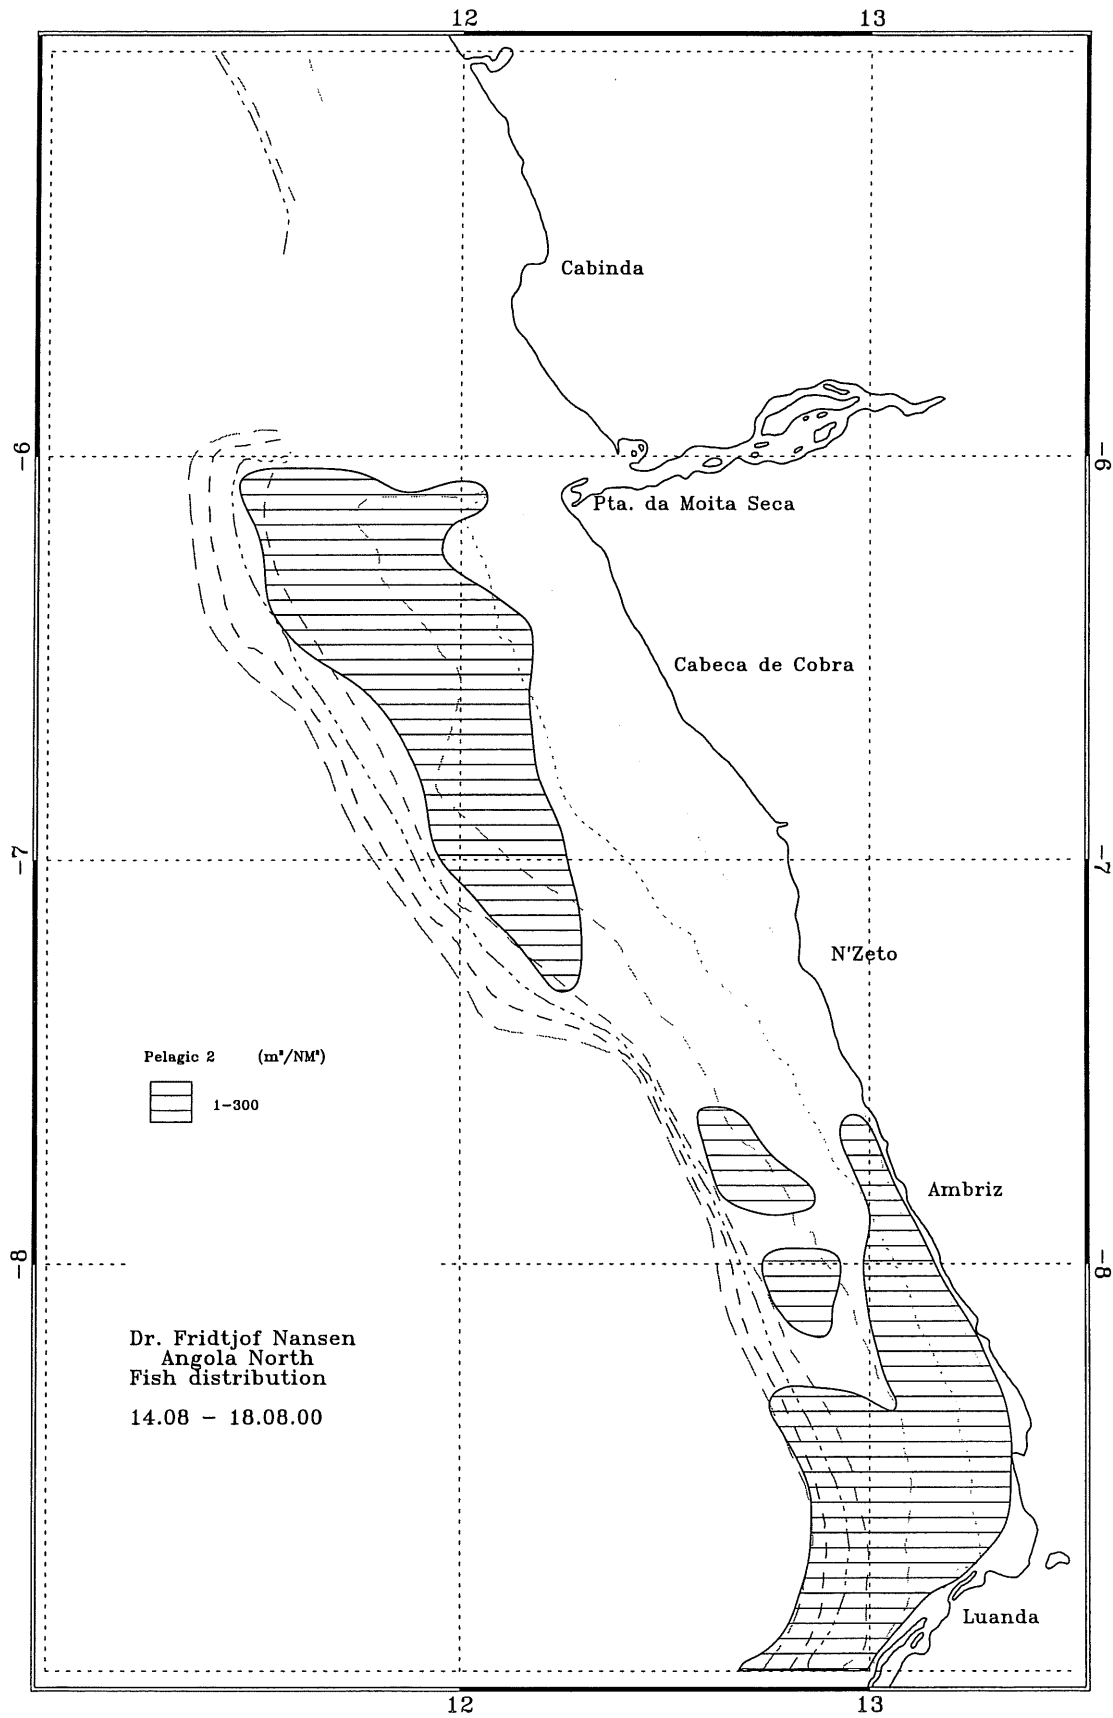 12 13
Cabinda
-6 -6
Pta. da Moita Seca
Cabeca de Cobra
-7 -7
N'Zeto
Pelagic 2 (m²/NM²)
1-300
Ambriz
-8 -8
Dr. Fridtjof Nansen
Angola North
Fish distribution
14.08 - 18.08.00
Luanda
12 13